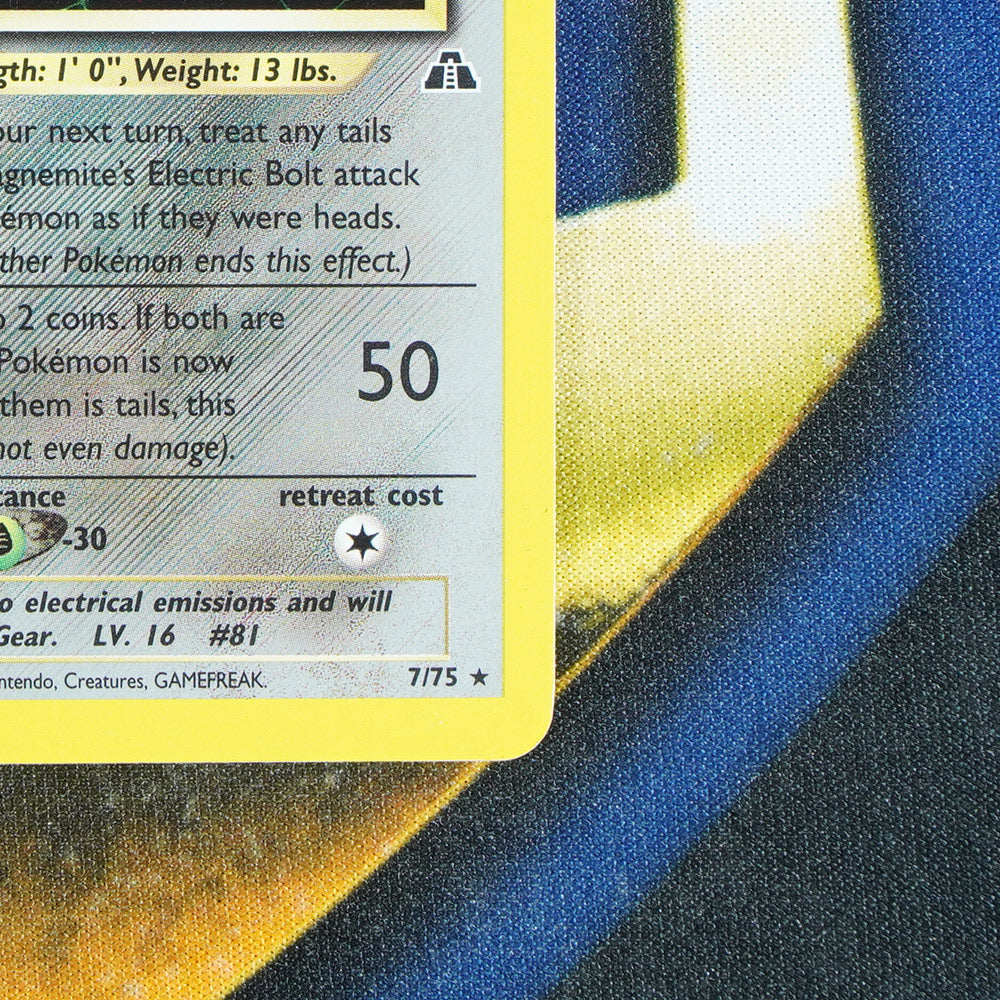 gth: 1' 0", Weight: 13 lbs.
our next turn, treat any tails
agnemite's Electric Bolt attack
émon as if they were heads.
ther Pokémon ends this effect.)
o 2 coins. If both are
Pokémon is now
50
them is tails, this
not even damage).
tance
retreat cost
-30
o electrical emissions and will
Gear. LV. 16 #81
ntendo, Creatures, GAMEFREAK.
7/75 ★